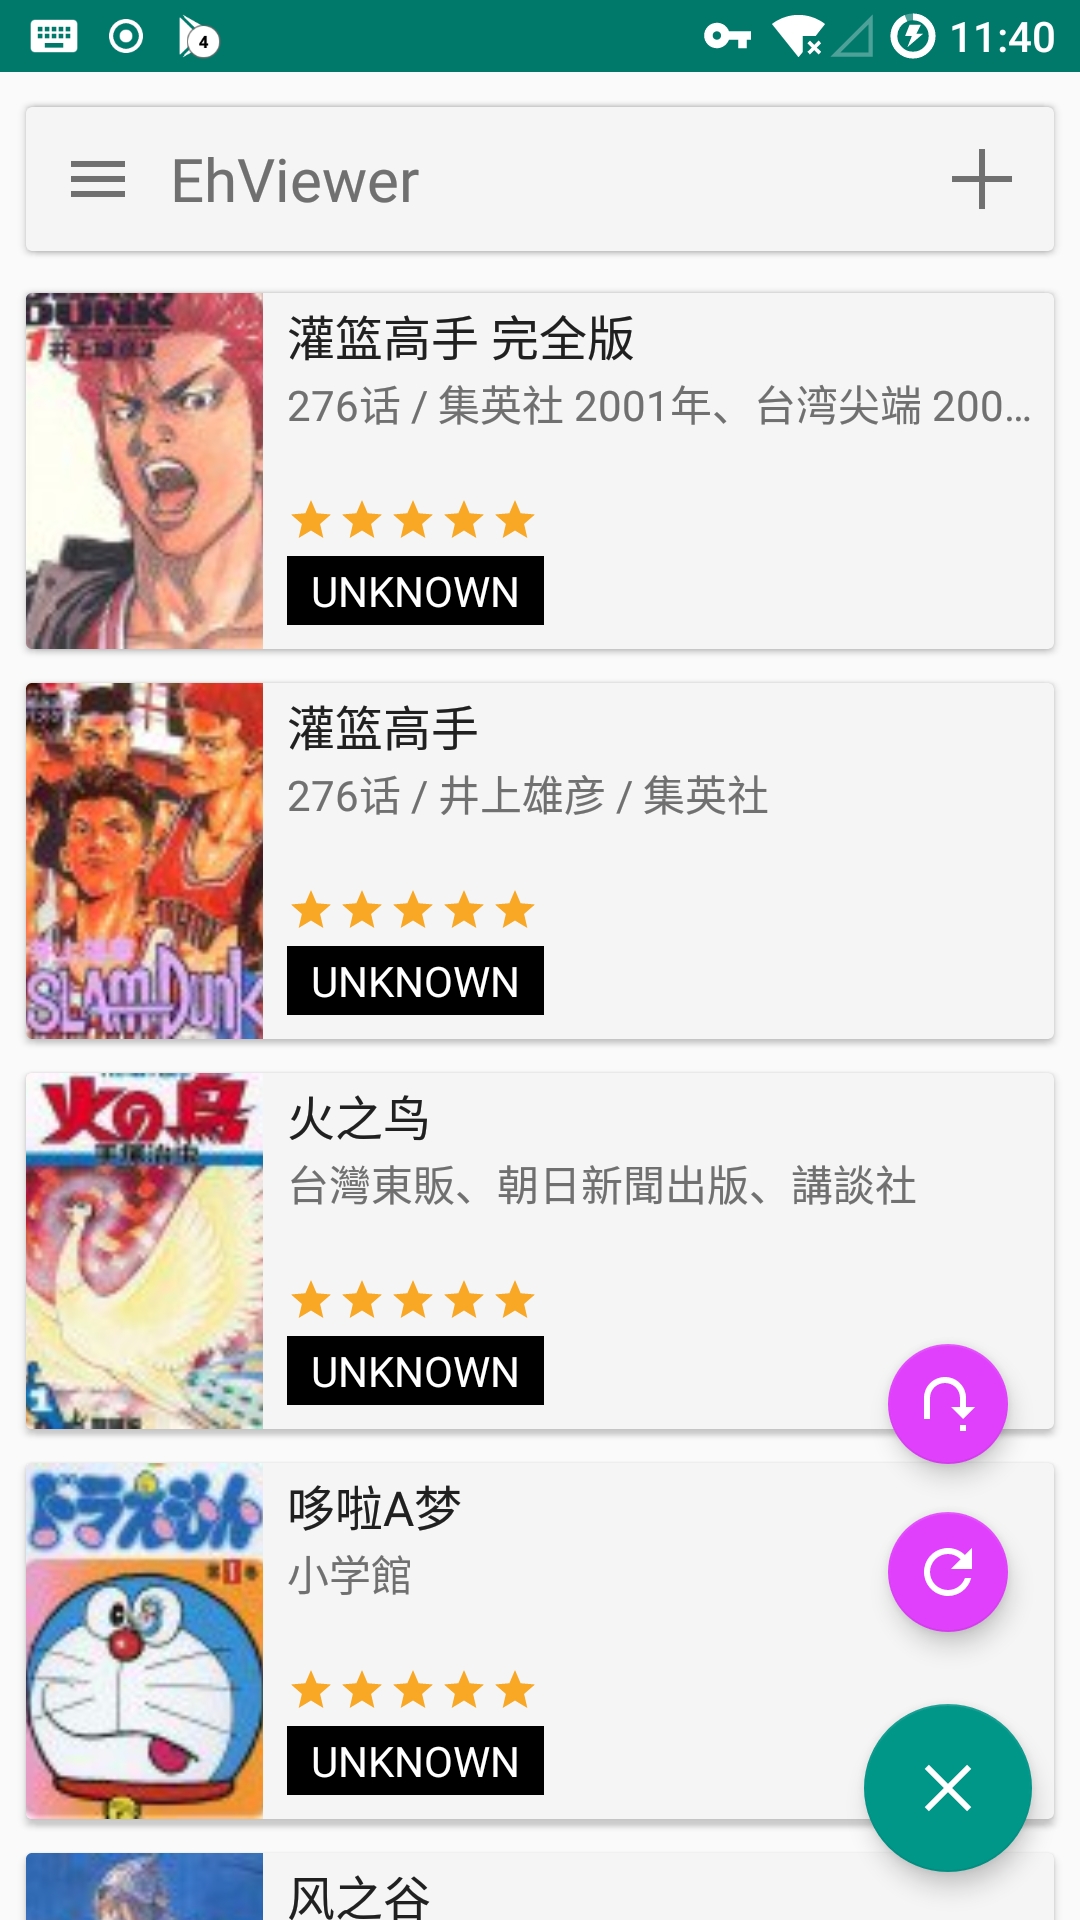 4
11:40
EhViewer
DUNK
1 井上雄彦
灌篮高手 完全版
276话 / 集英社 2001年、台湾尖端 200...
UNKNOWN
SLAM Dunk
灌篮高手
276话 / 井上雄彦 / 集英社
UNKNOWN
火の鳥
手塚治虫
1
火之鸟
台灣東販、朝日新聞出版、講談社
UNKNOWN
ドラえもん
第1巻
哆啦A梦
小学館
UNKNOWN
风之谷